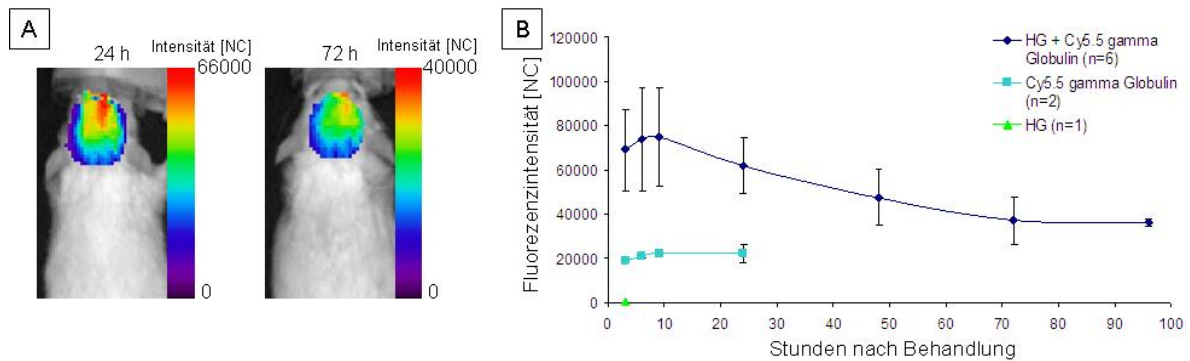 A
24 h
Intensität [NC]
66000
0
72 h
Intensität [NC]
40000
0
B
120000
100000
80000
60000
40000
20000
0
Fluorezenzintensität [NC]
0 10 20 30 40 50 60 70 80 90 100
Stunden nach Behandlung
HG + Cy5.5 gamma
Globulin (n=6)
Cy5.5 gamma Globulin
(n=2)
HG (n=1)